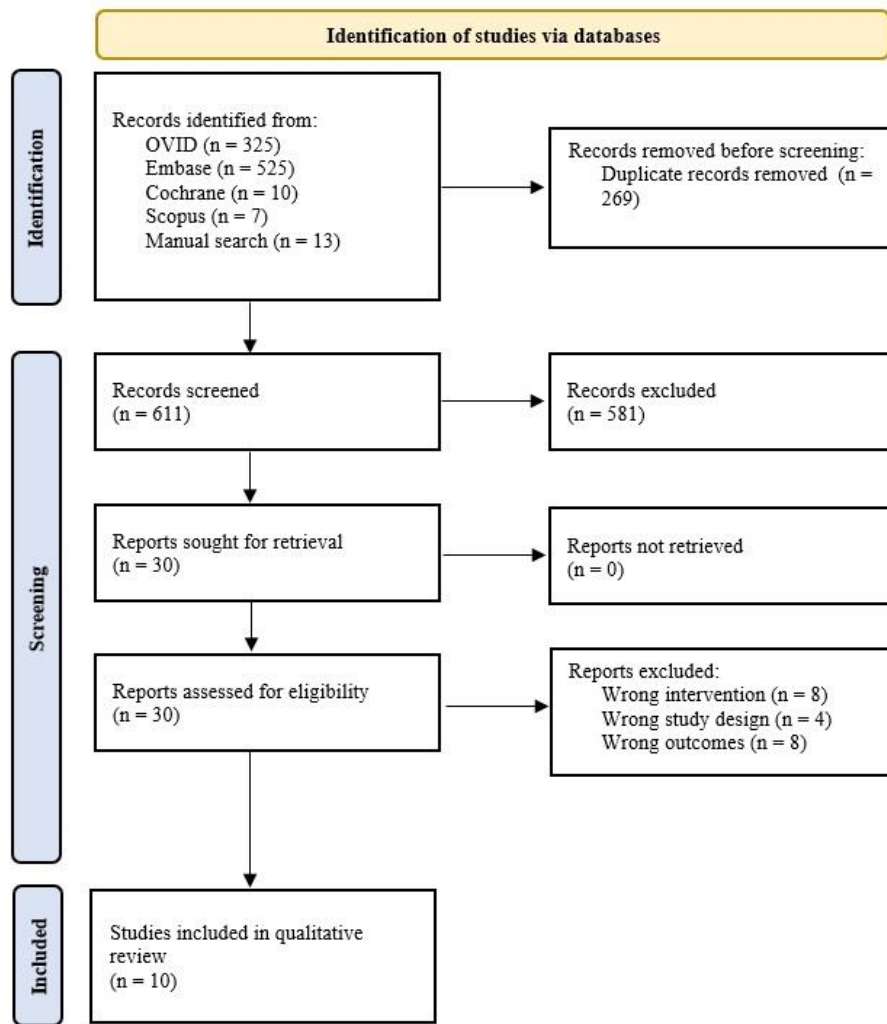 Identification of studies via databases
Identification
Records identified from:
OVID (n = 325)
Embase (n = 525)
Cochrane (n = 10)
Scopus (n = 7)
Manual search (n = 13)
Records removed before screening:
Duplicate records removed (n =
269)
Screening
Records screened
(n = 611)
Records excluded
(n = 581)
Reports sought for retrieval
(n = 30)
Reports not retrieved
(n = 0)
Reports assessed for eligibility
(n = 30)
Reports excluded:
Wrong intervention (n = 8)
Wrong study design (n = 4)
Wrong outcomes (n = 8)
Included
Studies included in qualitative
review
(n = 10)